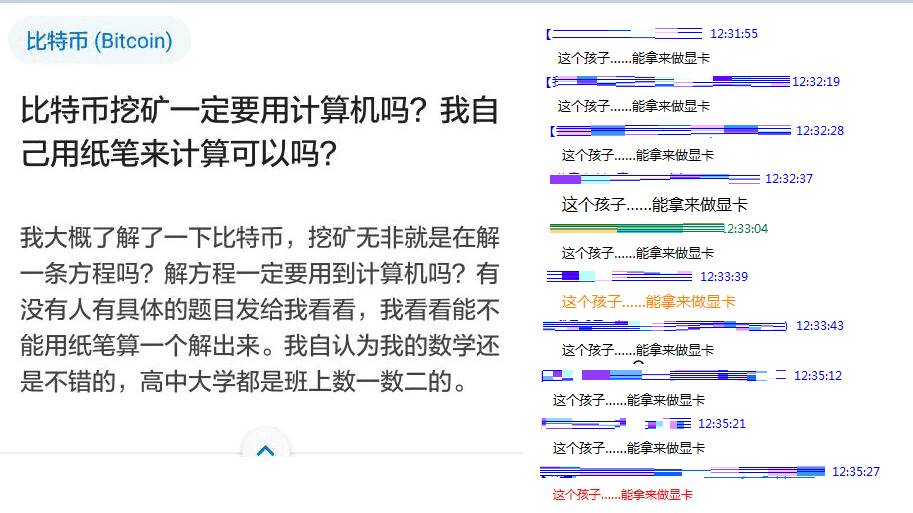 比特币 (Bitcoin)
比特币挖矿一定要用计算机吗？我自
己用纸笔来计算可以吗？
我大概了解了一下比特币，挖矿无非就是在解
一条方程吗？解方程一定要用到计算机吗？有
没有人有具体的题目发给我看看，我看看能不
能用纸笔算一个解出来。我自认为我的数学还
是不错的，高中大学都是班上数一数二的。
【 12:31:55
这个孩子……能拿来做显卡
【 12:32:19
这个孩子……能拿来做显卡
【 12:32:28
这个孩子……能拿来做显卡
12:32:37
这个孩子……能拿来做显卡
12:33:04
这个孩子……能拿来做显卡
12:33:39
这个孩子……能拿来做显卡
12:33:43
这个孩子……能拿来做显卡
12:35:12
这个孩子……能拿来做显卡
12:35:21
这个孩子……能拿来做显卡
12:35:27
这个孩子……能拿来做显卡